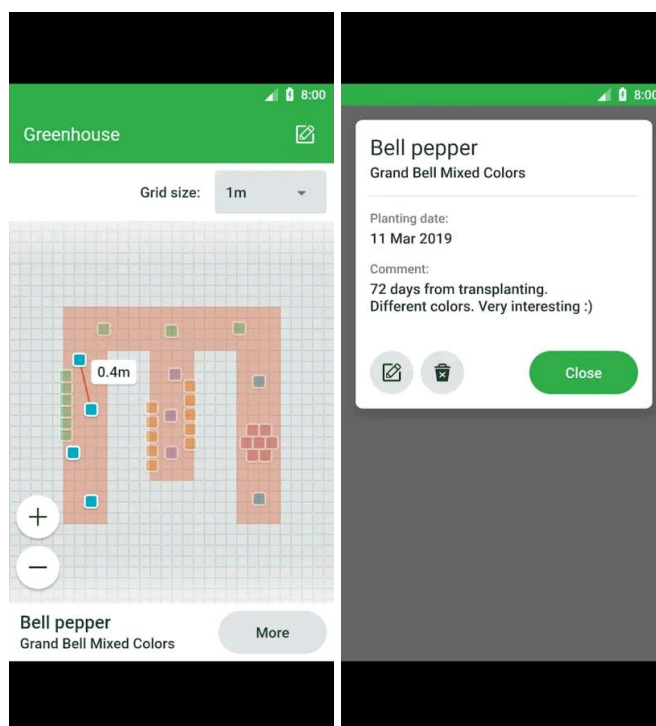 8:00
Greenhouse
Grid size: 1m
0.4m
+
−
Bell pepper
Grand Bell Mixed Colors
More
8:00
Bell pepper
Grand Bell Mixed Colors
Planting date:
11 Mar 2019
Comment:
72 days from transplanting.
Different colors. Very interesting :)
Close